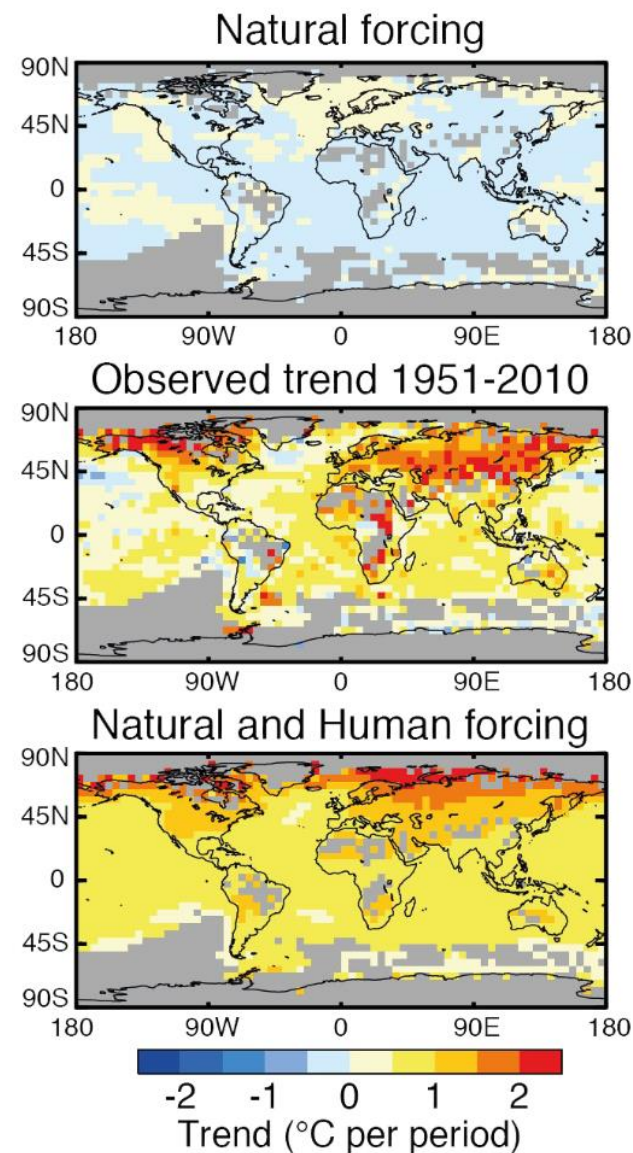 Natural forcing
90N
45N
0
45S
90S
180 90W 0 90E 180
Observed trend 1951-2010
90N
45N
0
45S
90S
180 90W 0 90E 180
Natural and Human forcing
90N
45N
0
45S
90S
180 90W 0 90E 180
-2 -1 0 1 2
Trend (°C per period)